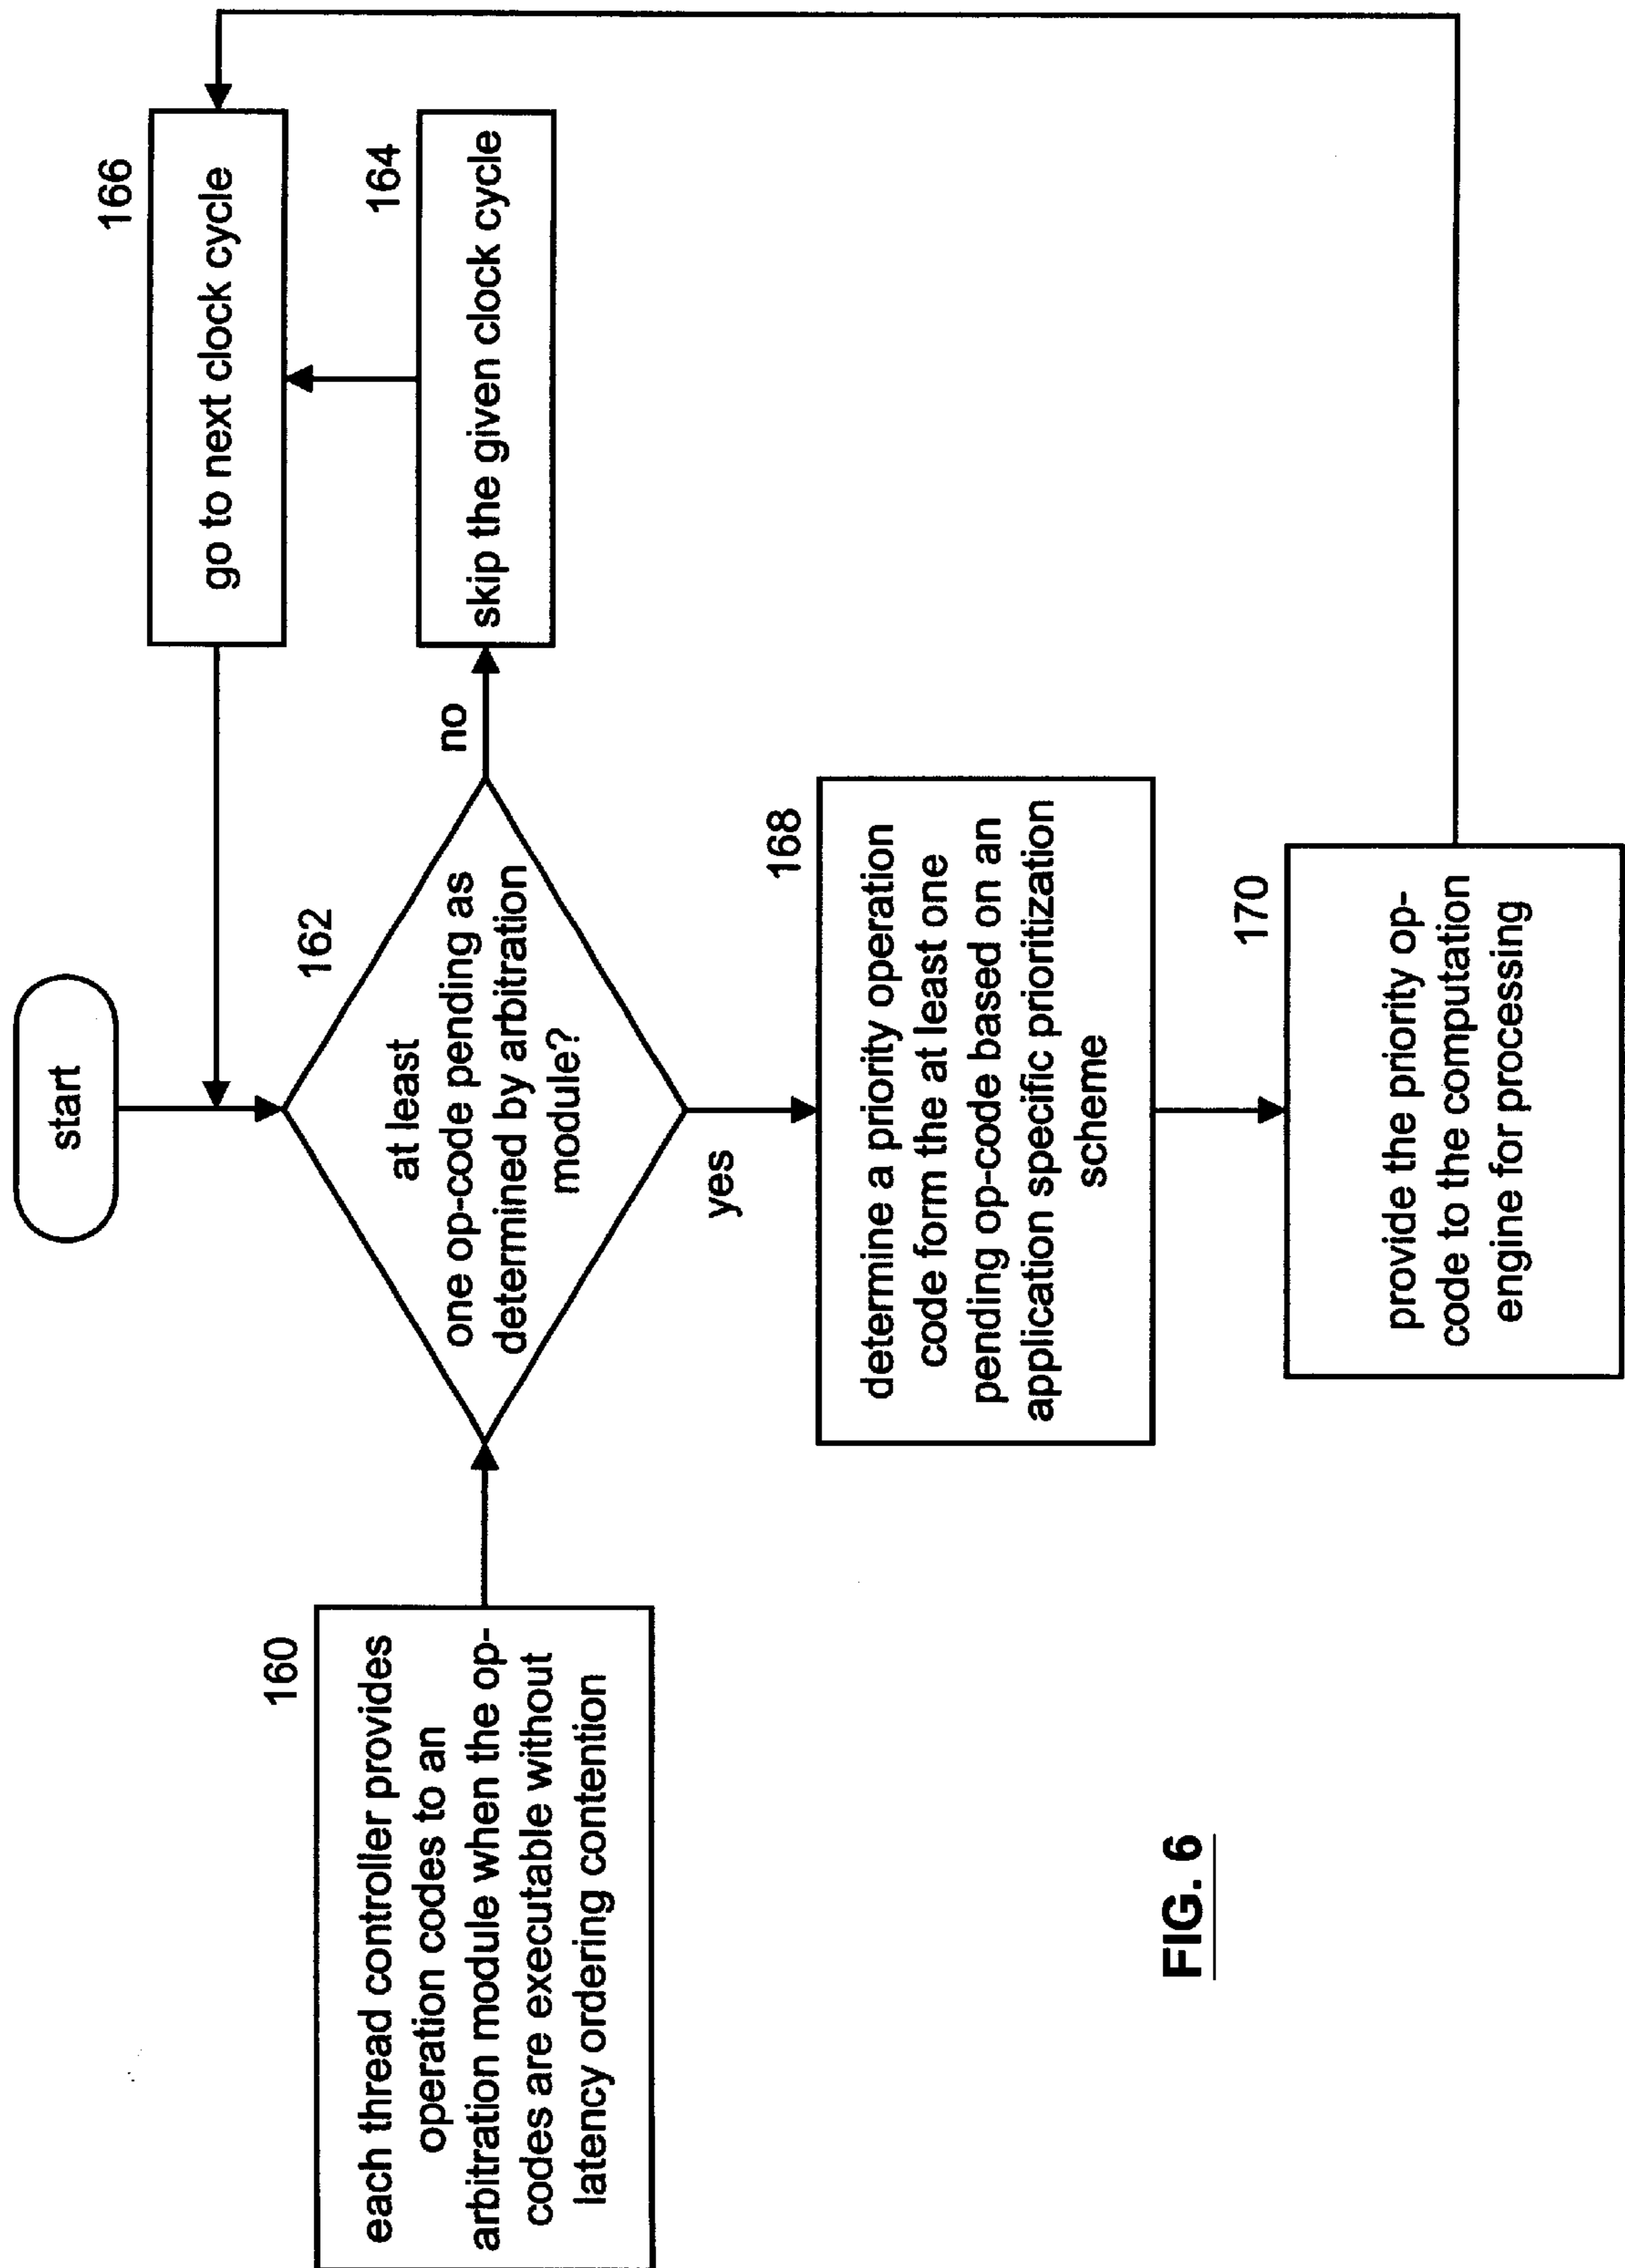 start
166
go to next clock cycle
164
skip the given clock cycle
162
at least
one op-code pending as
determined by arbitration
module?
no
yes
160
each thread controller provides
operation codes to an
arbitration module when the op-
codes are executable without
latency ordering contention
168
determine a priority operation
code form the at least one
pending op-code based on an
application specific prioritization
scheme
170
provide the priority op-
code to the computation
engine for processing
FIG. 6